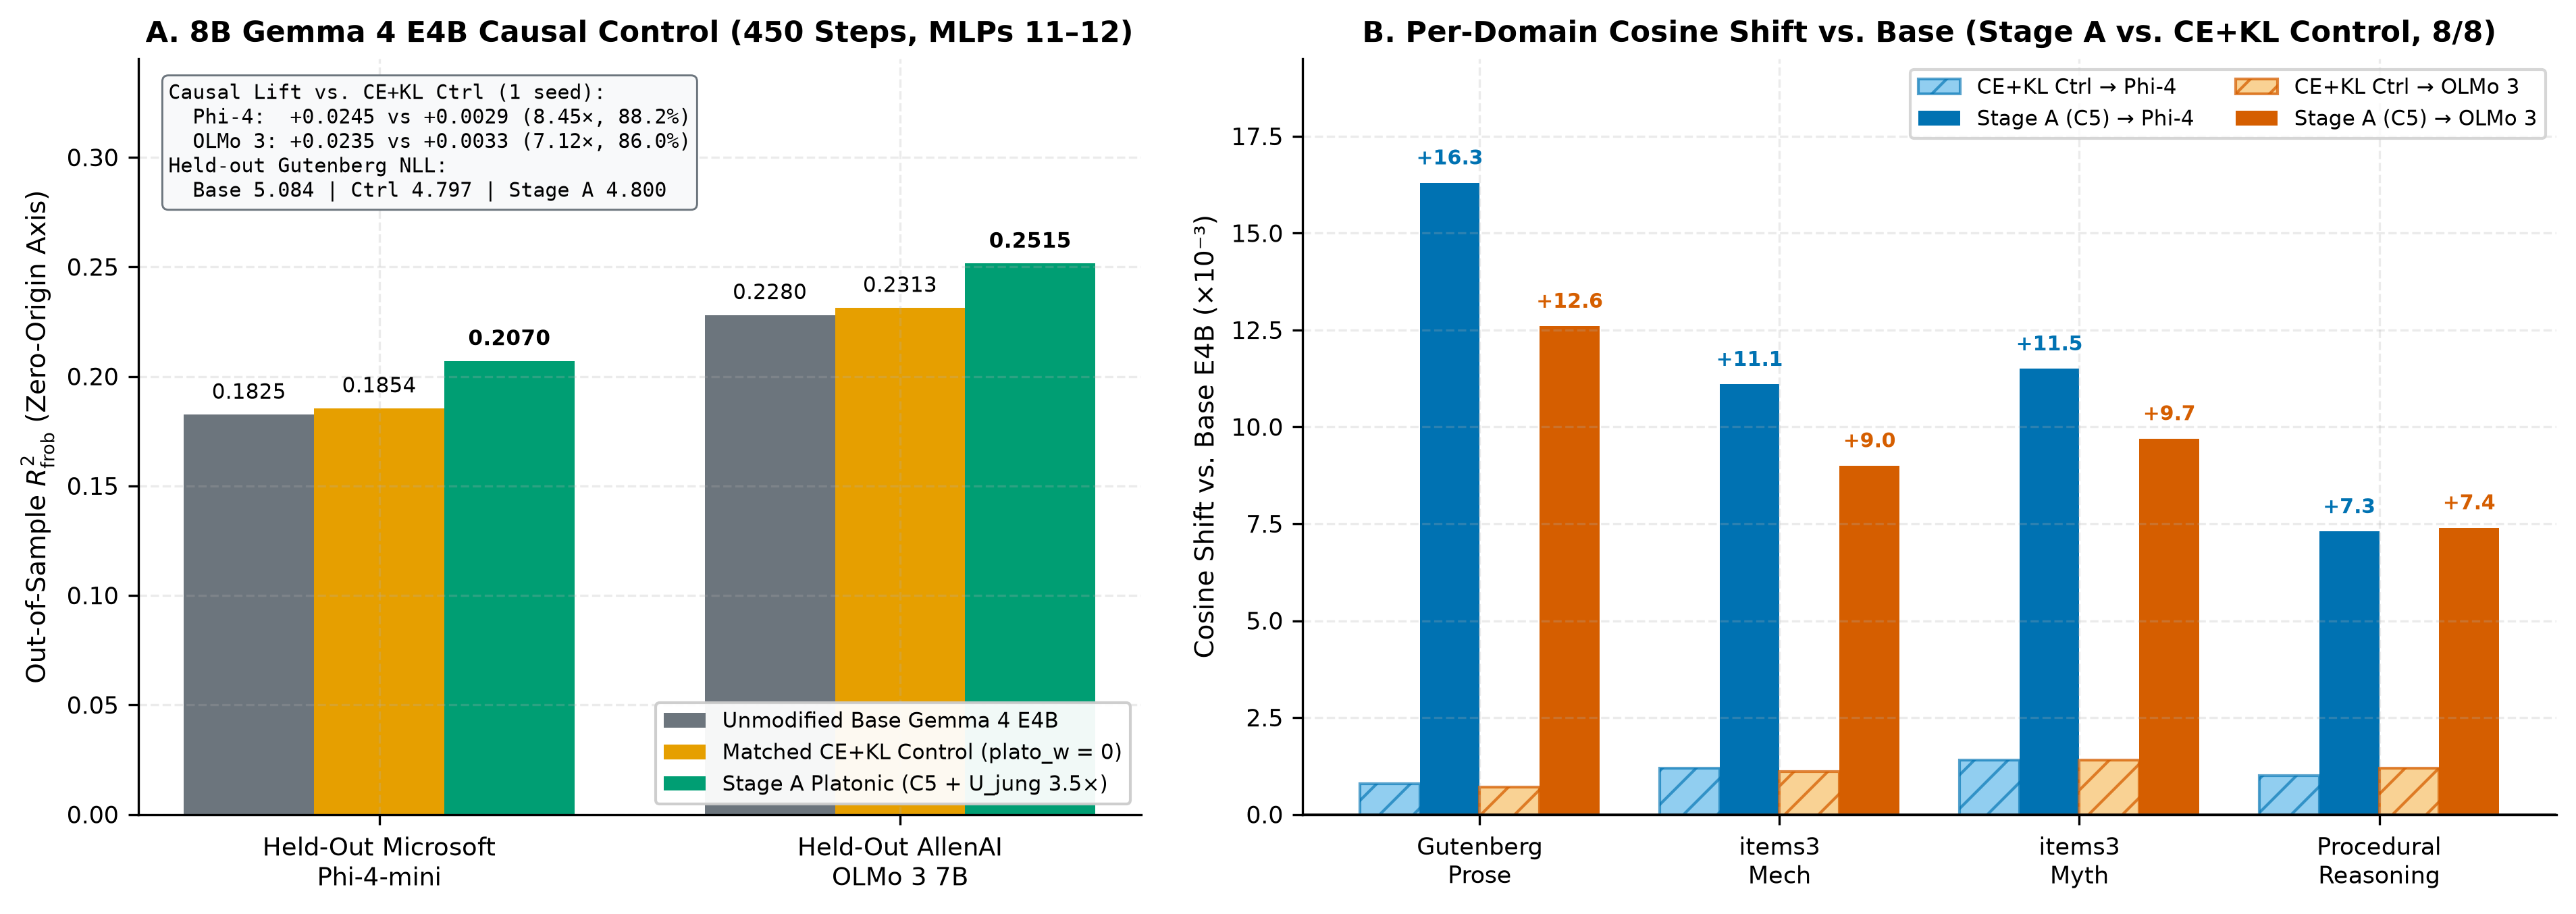 A. 8B Gemma 4 E4B Causal Control (450 Steps, MLPs 11–12)
Out-of-Sample R²frob (Zero-Origin Axis)
0.30
0.25
0.20
0.15
0.10
0.05
0.00
Causal Lift vs. CE+KL Ctrl (1 seed):
Phi-4: +0.0245 vs +0.0029 (8.45×, 88.2%)
OLMo 3: +0.0235 vs +0.0033 (7.12×, 86.0%)
Held-out Gutenberg NLL:
Base 5.084 | Ctrl 4.797 | Stage A 4.800
0.1825
0.1854
0.2070
0.2280
0.2313
0.2515
Unmodified Base Gemma 4 E4B
Matched CE+KL Control (plato_w = 0)
Stage A Platonic (C5 + U_jung 3.5×)
Held-Out Microsoft
Phi-4-mini
Held-Out AllenAI
OLMo 3 7B
B. Per-Domain Cosine Shift vs. Base (Stage A vs. CE+KL Control, 8/8)
Cosine Shift vs. Base E4B (×10⁻³)
17.5
15.0
12.5
10.0
7.5
5.0
2.5
0.0
CE+KL Ctrl → Phi-4
Stage A (C5) → Phi-4
CE+KL Ctrl → OLMo 3
Stage A (C5) → OLMo 3
+16.3
+12.6
+11.1
+9.0
+11.5
+9.7
+7.3
+7.4
Gutenberg
Prose
items3
Mech
items3
Myth
Procedural
Reasoning